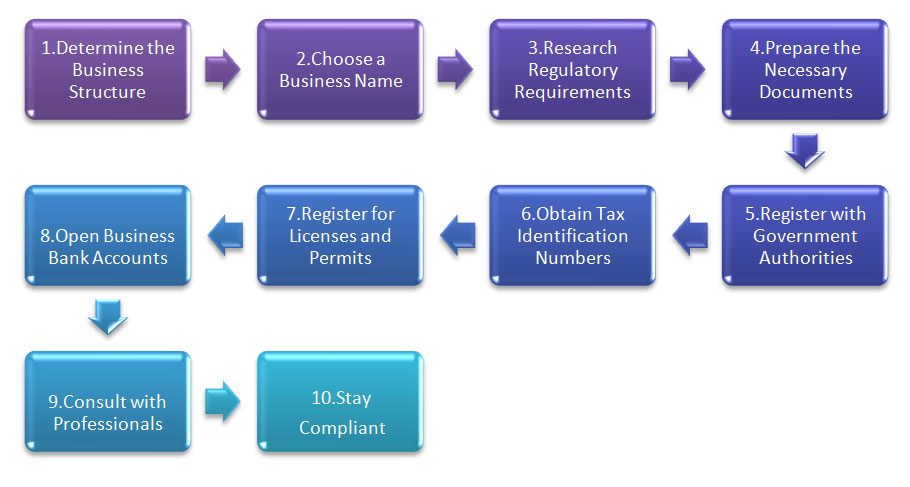 1.Determine the
Business
Structure
2.Choose a
Business Name
3.Research
Regulatory
Requirements
4.Prepare the
Necessary
Documents
5.Register with
Government
Authorities
6.Obtain Tax
Identification
Numbers
7.Register for
Licenses and
Permits
8.Open Business
Bank Accounts
9.Consult with
Professionals
10.Stay
Compliant